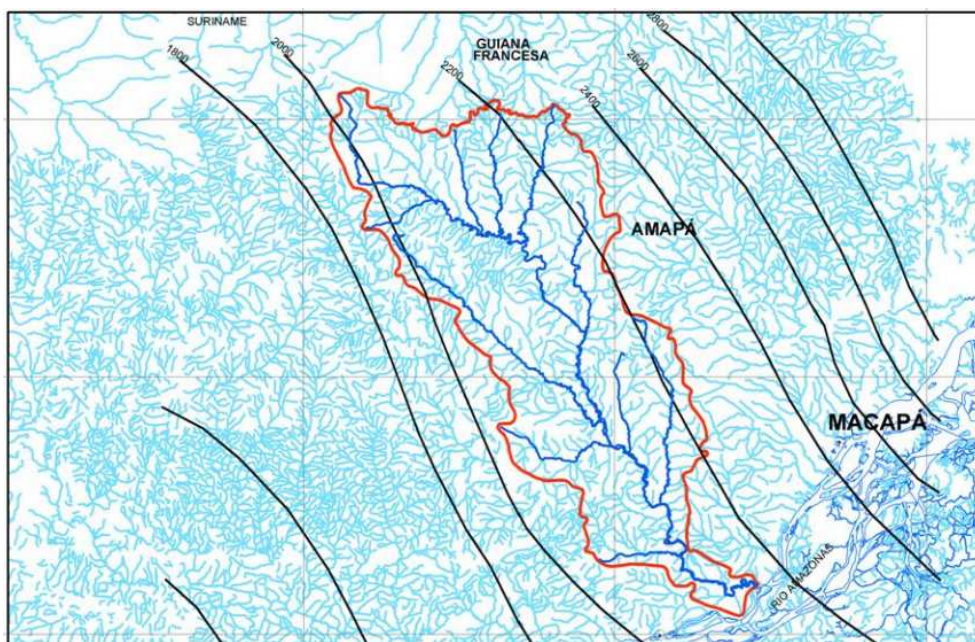 SURINAME
GUIANA
FRANCESA
1800
2000
2200
2400
2600
2800
AMAPÁ
MACAPÁ
RIO AMAZONAS